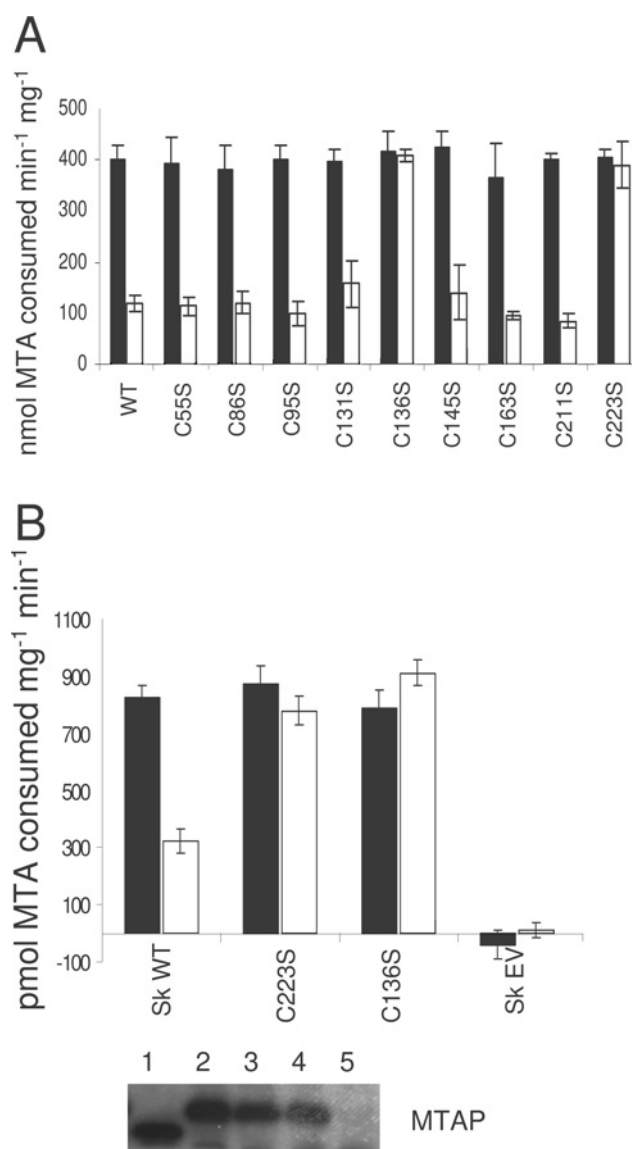 A
nmol MTA consumed min-1 mg-1
500
400
300
200
100
0
WT
C55S
C86S
C95S
C131S
C136S
C145S
C163S
C211S
C223S
B
pmol MTA consumed mg-1 min-1
1100
900
700
500
300
100
-100
Sk WT
C223S
C136S
Sk EV
1 2 3 4 5
MTAP